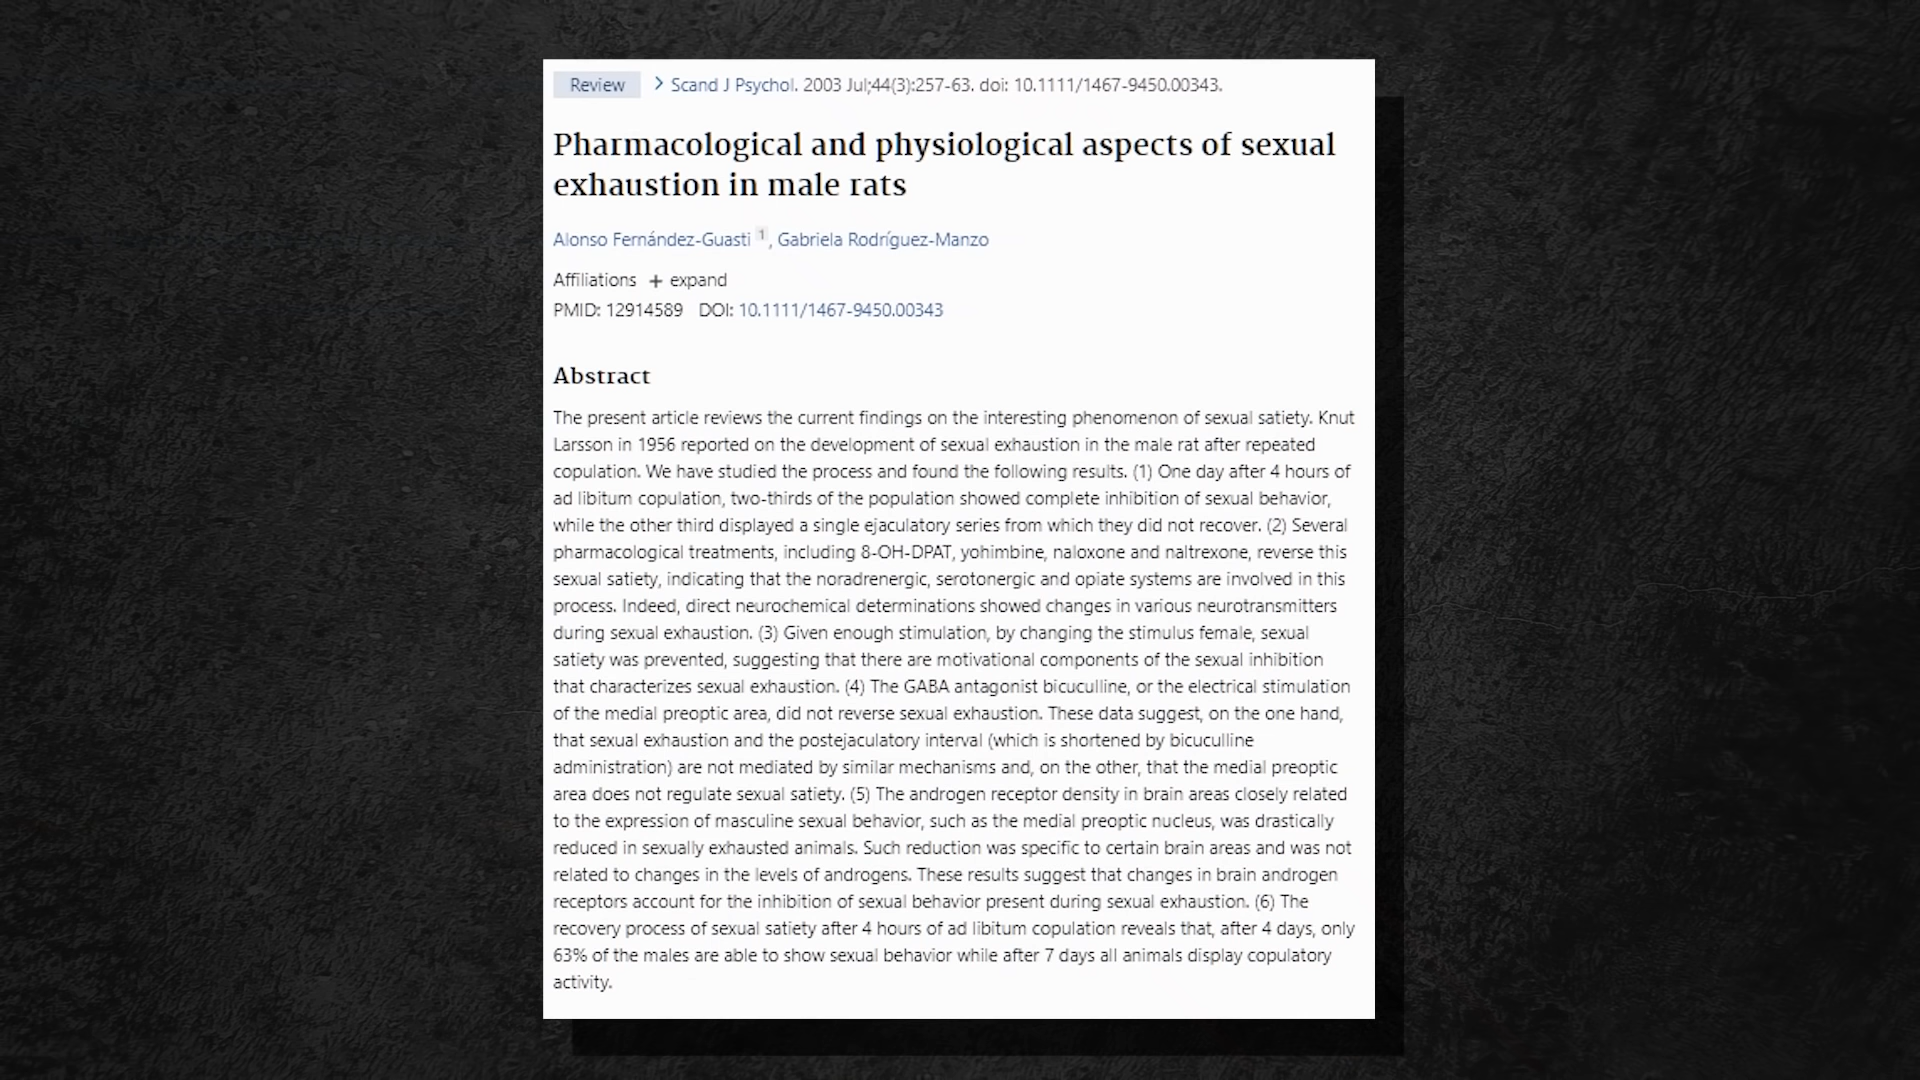 Review > Scand J Psychol. 2003 Jul;44(3):257-63. doi: 10.1111/1467-9450.00343.
Pharmacological and physiological aspects of sexual
exhaustion in male rats
Alonso Fernández-Guasti 1, Gabriela Rodríguez-Manzo
Affiliations + expand
PMID: 12914589 DOI: 10.1111/1467-9450.00343
Abstract
The present article reviews the current findings on the interesting phenomenon of sexual satiety. Knut
Larsson in 1956 reported on the development of sexual exhaustion in the male rat after repeated
copulation. We have studied the process and found the following results. (1) One day after 4 hours of
ad libitum copulation, two-thirds of the population showed complete inhibition of sexual behavior,
while the other third displayed a single ejaculatory series from which they did not recover. (2) Several
pharmacological treatments, including 8-OH-DPAT, yohimbine, naloxone and naltrexone, reverse this
sexual satiety, indicating that the noradrenergic, serotonergic and opiate systems are involved in this
process. Indeed, direct neurochemical determinations showed changes in various neurotransmitters
during sexual exhaustion. (3) Given enough stimulation, by changing the stimulus female, sexual
satiety was prevented, suggesting that there are motivational components of the sexual inhibition
that characterizes sexual exhaustion. (4) The GABA antagonist bicuculline, or the electrical stimulation
of the medial preoptic area, did not reverse sexual exhaustion. These data suggest, on the one hand,
that sexual exhaustion and the postejaculatory interval (which is shortened by bicuculline
administration) are not mediated by similar mechanisms and, on the other, that the medial preoptic
area does not regulate sexual satiety. (5) The androgen receptor density in brain areas closely related
to the expression of masculine sexual behavior, such as the medial preoptic nucleus, was drastically
reduced in sexually exhausted animals. Such reduction was specific to certain brain areas and was not
related to changes in the levels of androgens. These results suggest that changes in brain androgen
receptors account for the inhibition of sexual behavior present during sexual exhaustion. (6) The
recovery process of sexual satiety after 4 hours of ad libitum copulation reveals that, after 4 days, only
63% of the males are able to show sexual behavior while after 7 days all animals display copulatory
activity.